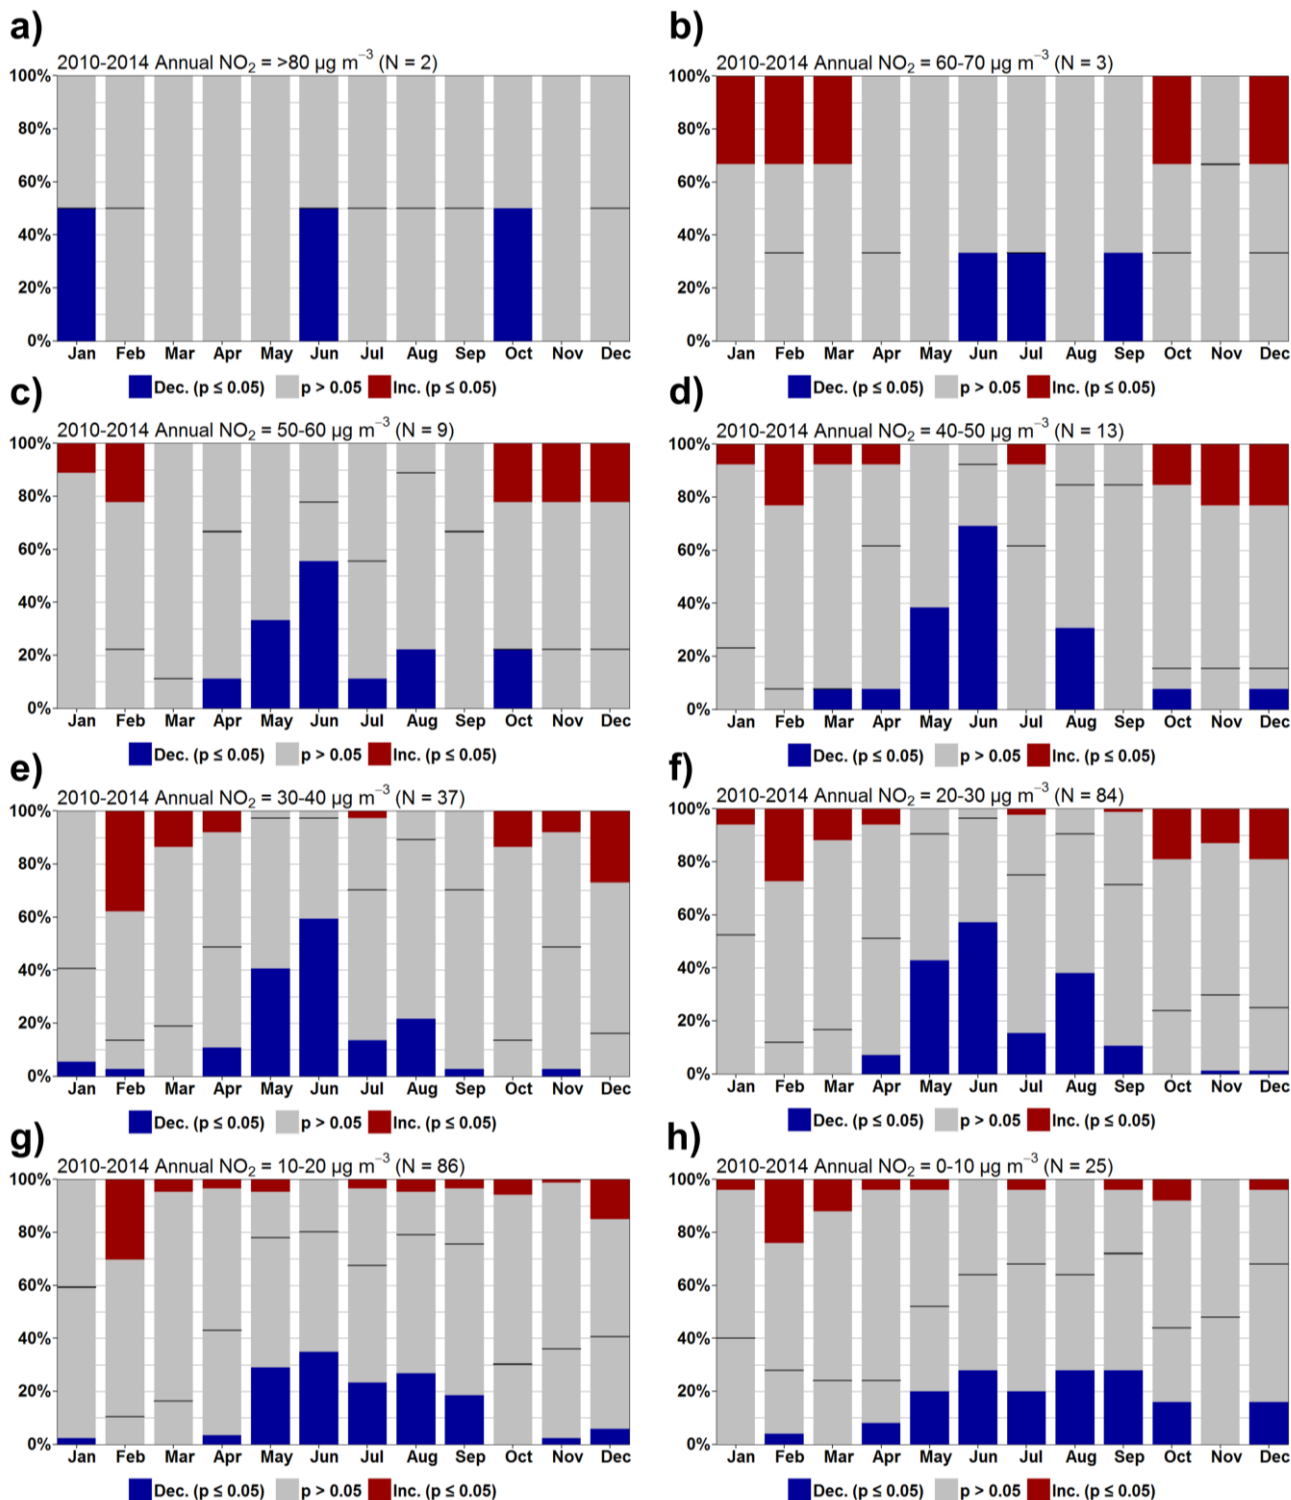 a)
2010-2014 Annual NO₂ = >80 µg m⁻³ (N = 2)
100%
80%
60%
40%
20%
0%
Jan Feb Mar Apr May Jun Jul Aug Sep Oct Nov Dec
Dec. (p ≤ 0.05) p > 0.05 Inc. (p ≤ 0.05)
b)
2010-2014 Annual NO₂ = 60-70 µg m⁻³ (N = 3)
100%
80%
60%
40%
20%
0%
Jan Feb Mar Apr May Jun Jul Aug Sep Oct Nov Dec
Dec. (p ≤ 0.05) p > 0.05 Inc. (p ≤ 0.05)
c)
2010-2014 Annual NO₂ = 50-60 µg m⁻³ (N = 9)
100%
80%
60%
40%
20%
0%
Jan Feb Mar Apr May Jun Jul Aug Sep Oct Nov Dec
Dec. (p ≤ 0.05) p > 0.05 Inc. (p ≤ 0.05)
d)
2010-2014 Annual NO₂ = 40-50 µg m⁻³ (N = 13)
100%
80%
60%
40%
20%
0%
Jan Feb Mar Apr May Jun Jul Aug Sep Oct Nov Dec
Dec. (p ≤ 0.05) p > 0.05 Inc. (p ≤ 0.05)
e)
2010-2014 Annual NO₂ = 30-40 µg m⁻³ (N = 37)
100%
80%
60%
40%
20%
0%
Jan Feb Mar Apr May Jun Jul Aug Sep Oct Nov Dec
Dec. (p ≤ 0.05) p > 0.05 Inc. (p ≤ 0.05)
f)
2010-2014 Annual NO₂ = 20-30 µg m⁻³ (N = 84)
100%
80%
60%
40%
20%
0%
Jan Feb Mar Apr May Jun Jul Aug Sep Oct Nov Dec
Dec. (p ≤ 0.05) p > 0.05 Inc. (p ≤ 0.05)
g)
2010-2014 Annual NO₂ = 10-20 µg m⁻³ (N = 86)
100%
80%
60%
40%
20%
0%
Jan Feb Mar Apr May Jun Jul Aug Sep Oct Nov Dec
Dec. (p ≤ 0.05) p > 0.05 Inc. (p ≤ 0.05)
h)
2010-2014 Annual NO₂ = 0-10 µg m⁻³ (N = 25)
100%
80%
60%
40%
20%
0%
Jan Feb Mar Apr May Jun Jul Aug Sep Oct Nov Dec
Dec. (p ≤ 0.05) p > 0.05 Inc. (p ≤ 0.05)